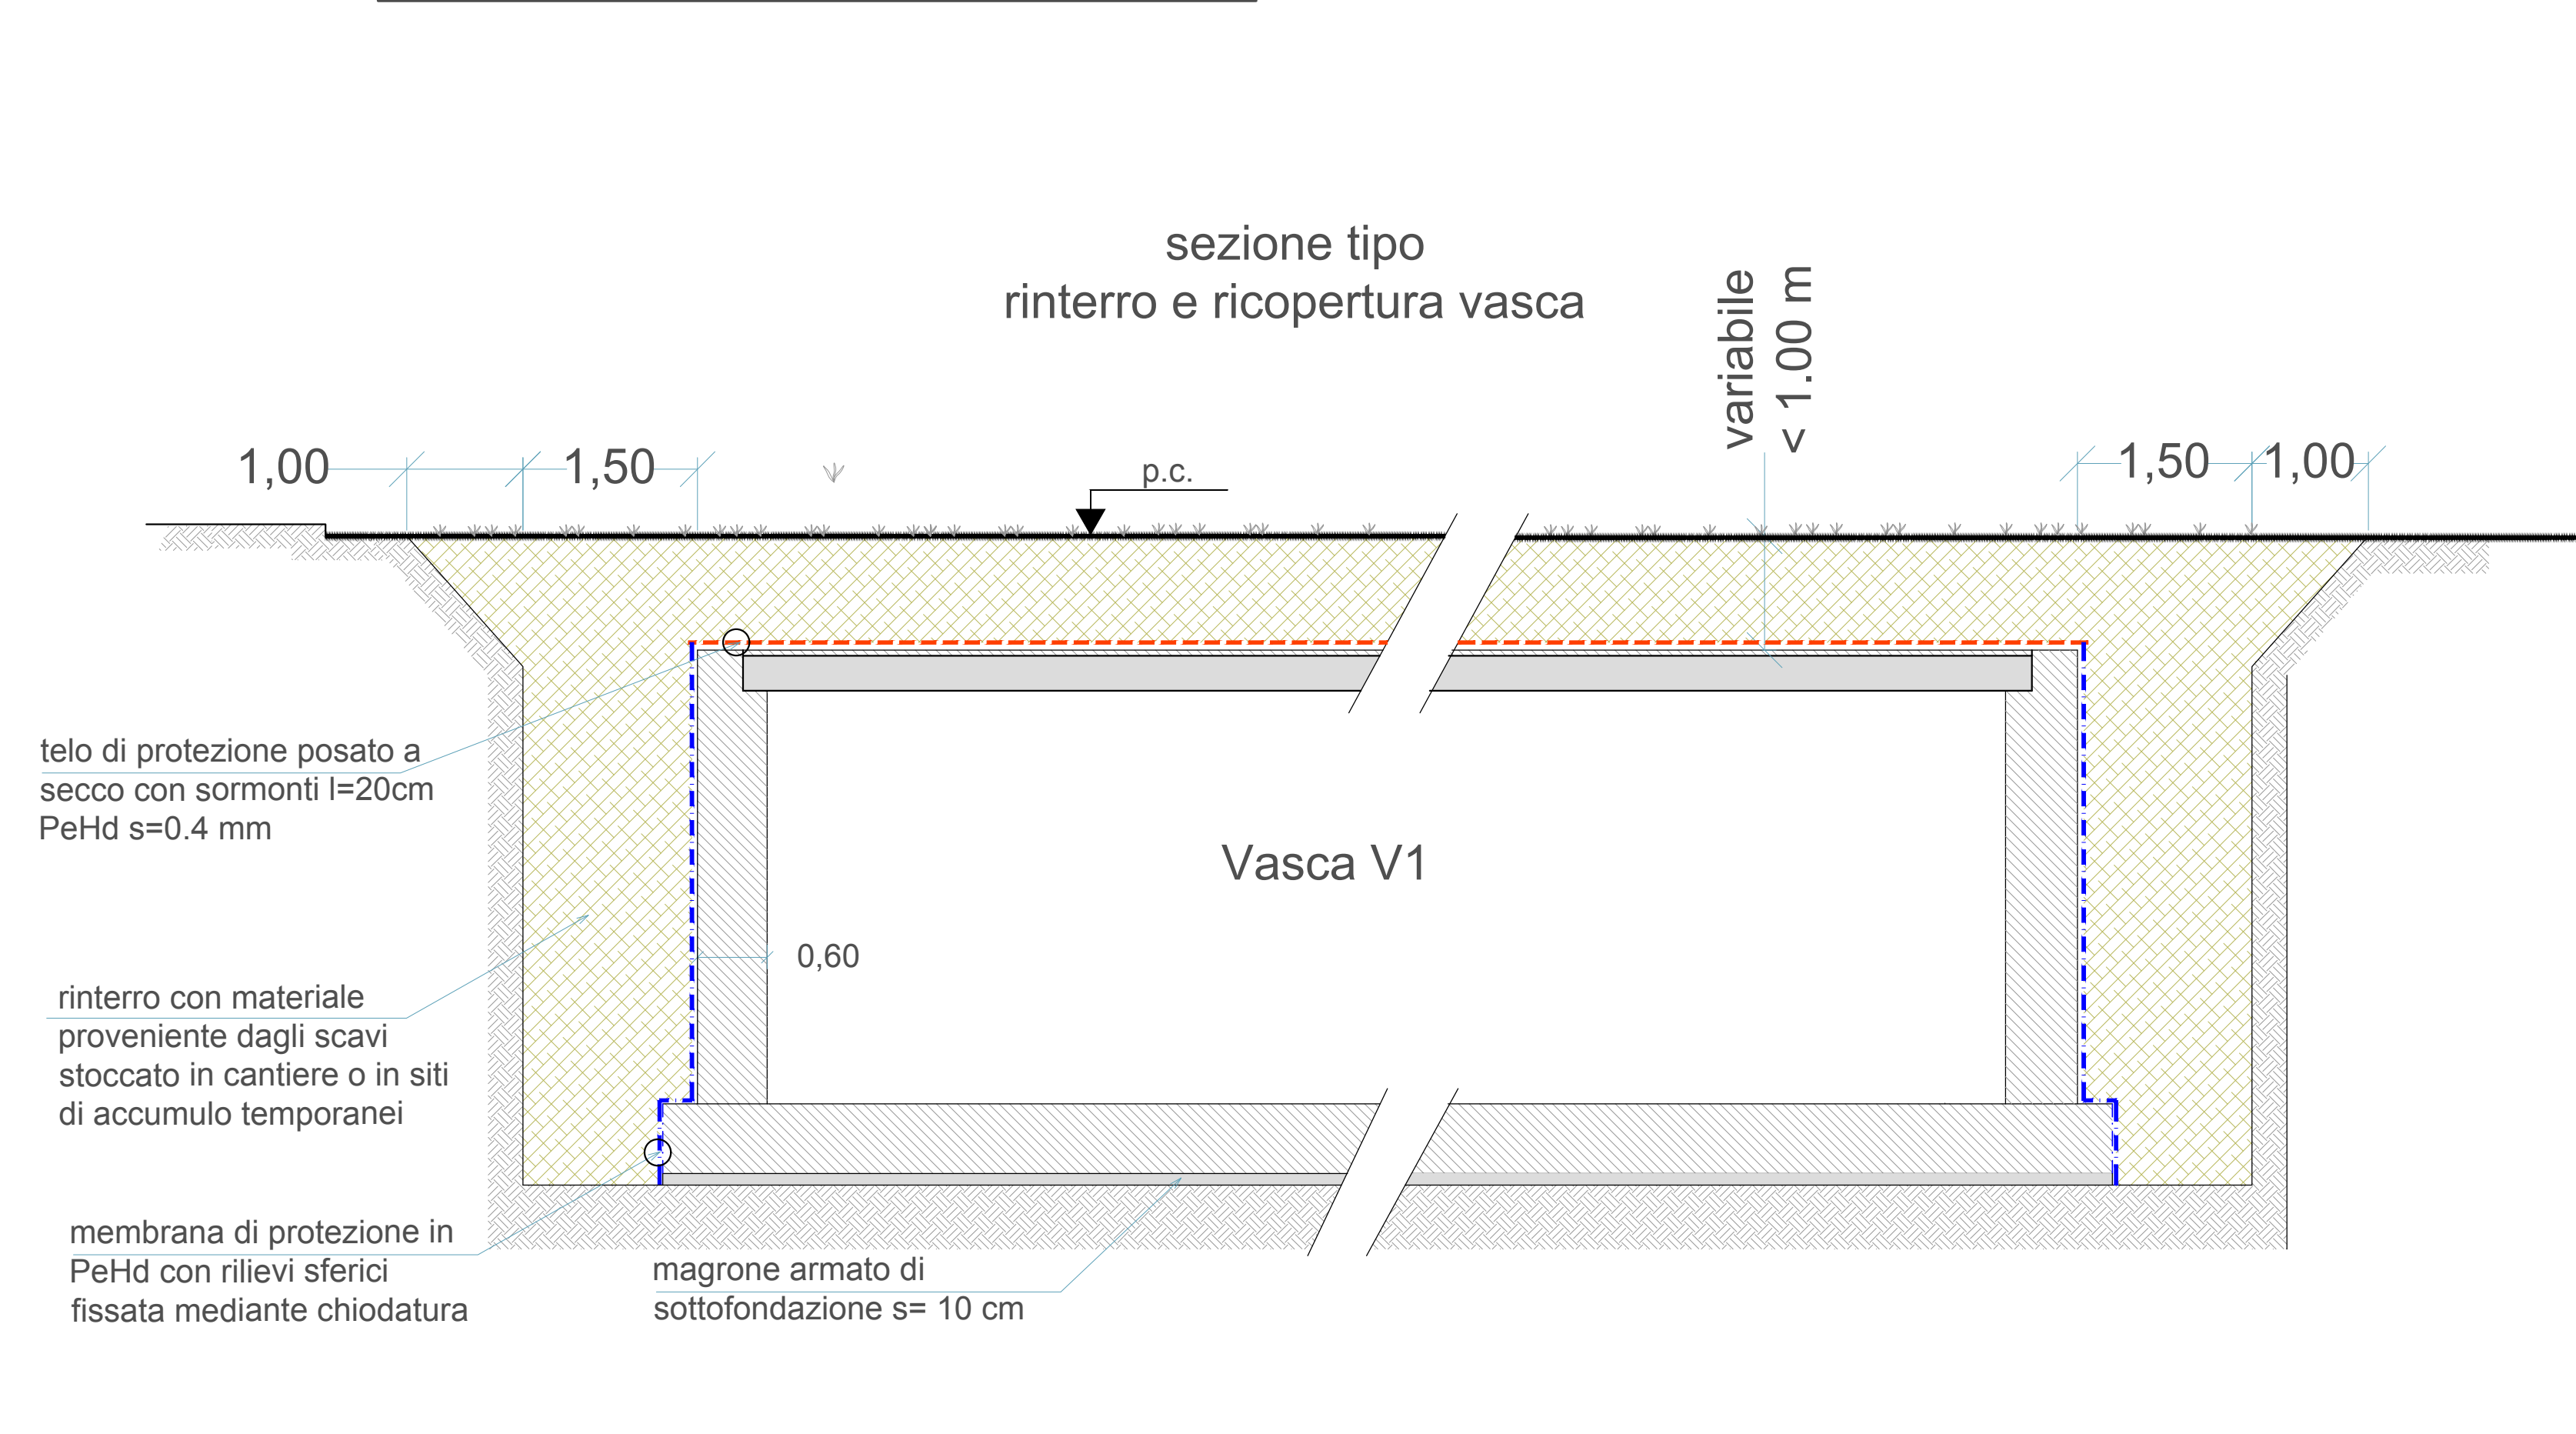 sezione tipo
rinterro e ricopertura vasca
variabile
< 1.00 m
1,00
1,50
p.c.
1,50
1,00
telo di protezione posato a
secco con sormonti l=20cm
PeHd s=0.4 mm
Vasca V1
0,60
rinterro con materiale
proveniente dagli scavi
stoccato in cantiere o in siti
di accumulo temporanei
membrana di protezione in
PeHd con rilievi sferici
fissata mediante chiodatura
magrone armato di
sottofondazione s= 10 cm